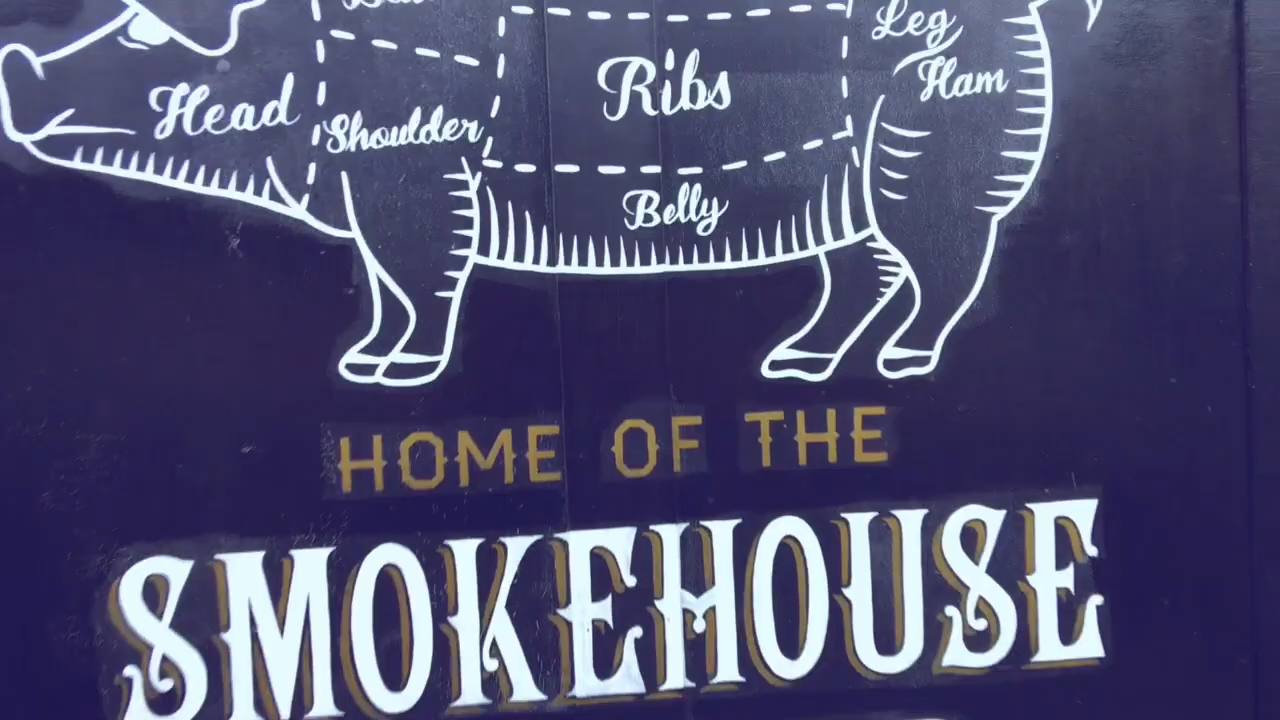 Leg
Head
Ribs
Ham
Shoulder
Belly
HOME OF THE
SMOKEHOUSE